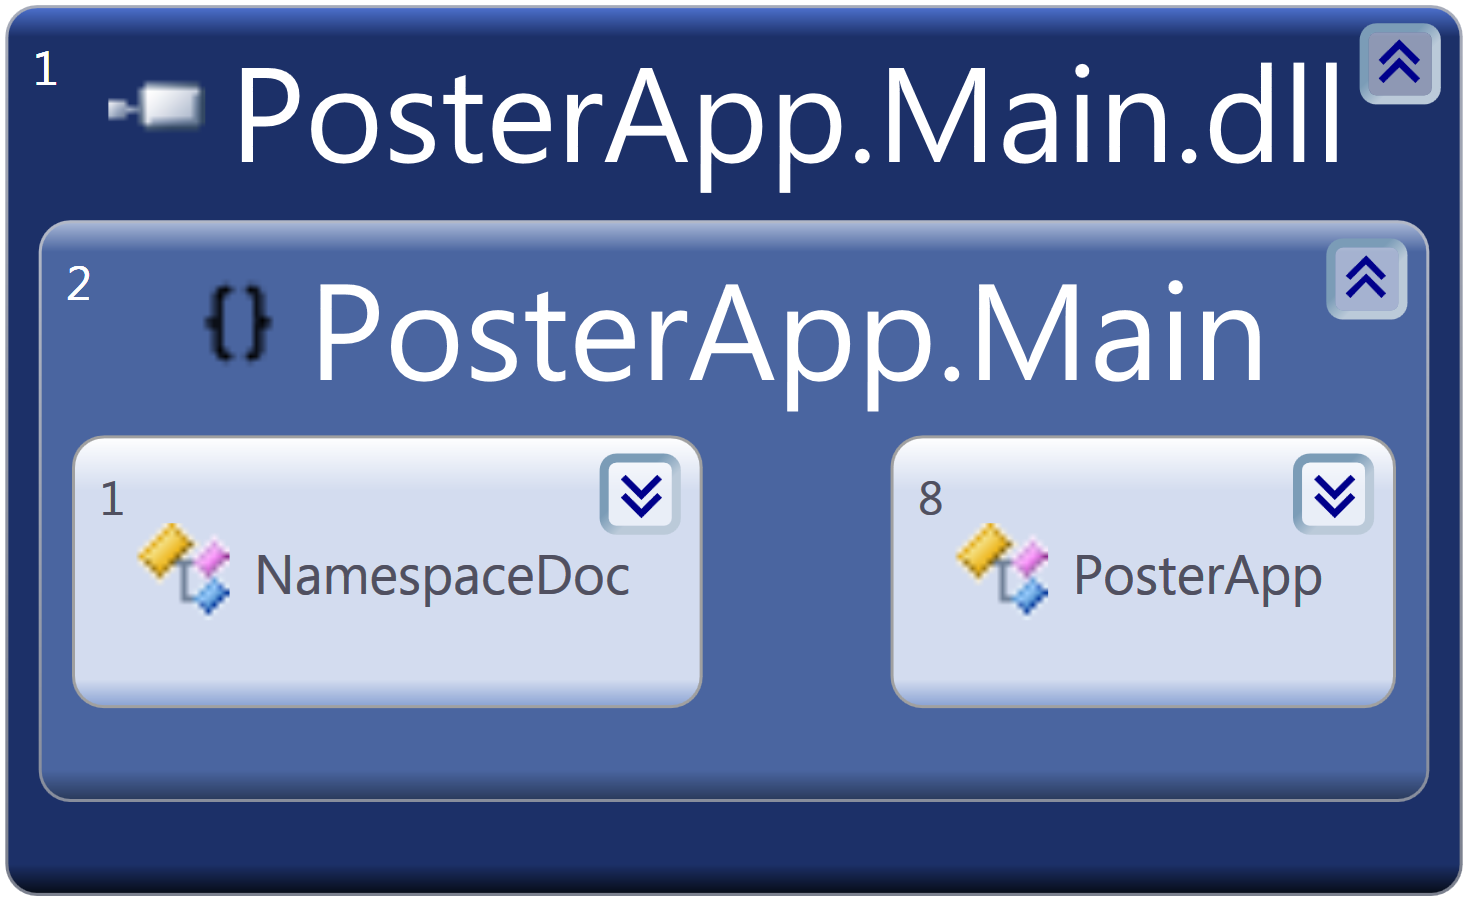 1
PosterApp.Main.dll
2
{} PosterApp.Main
1
NamespaceDoc
8
PosterApp